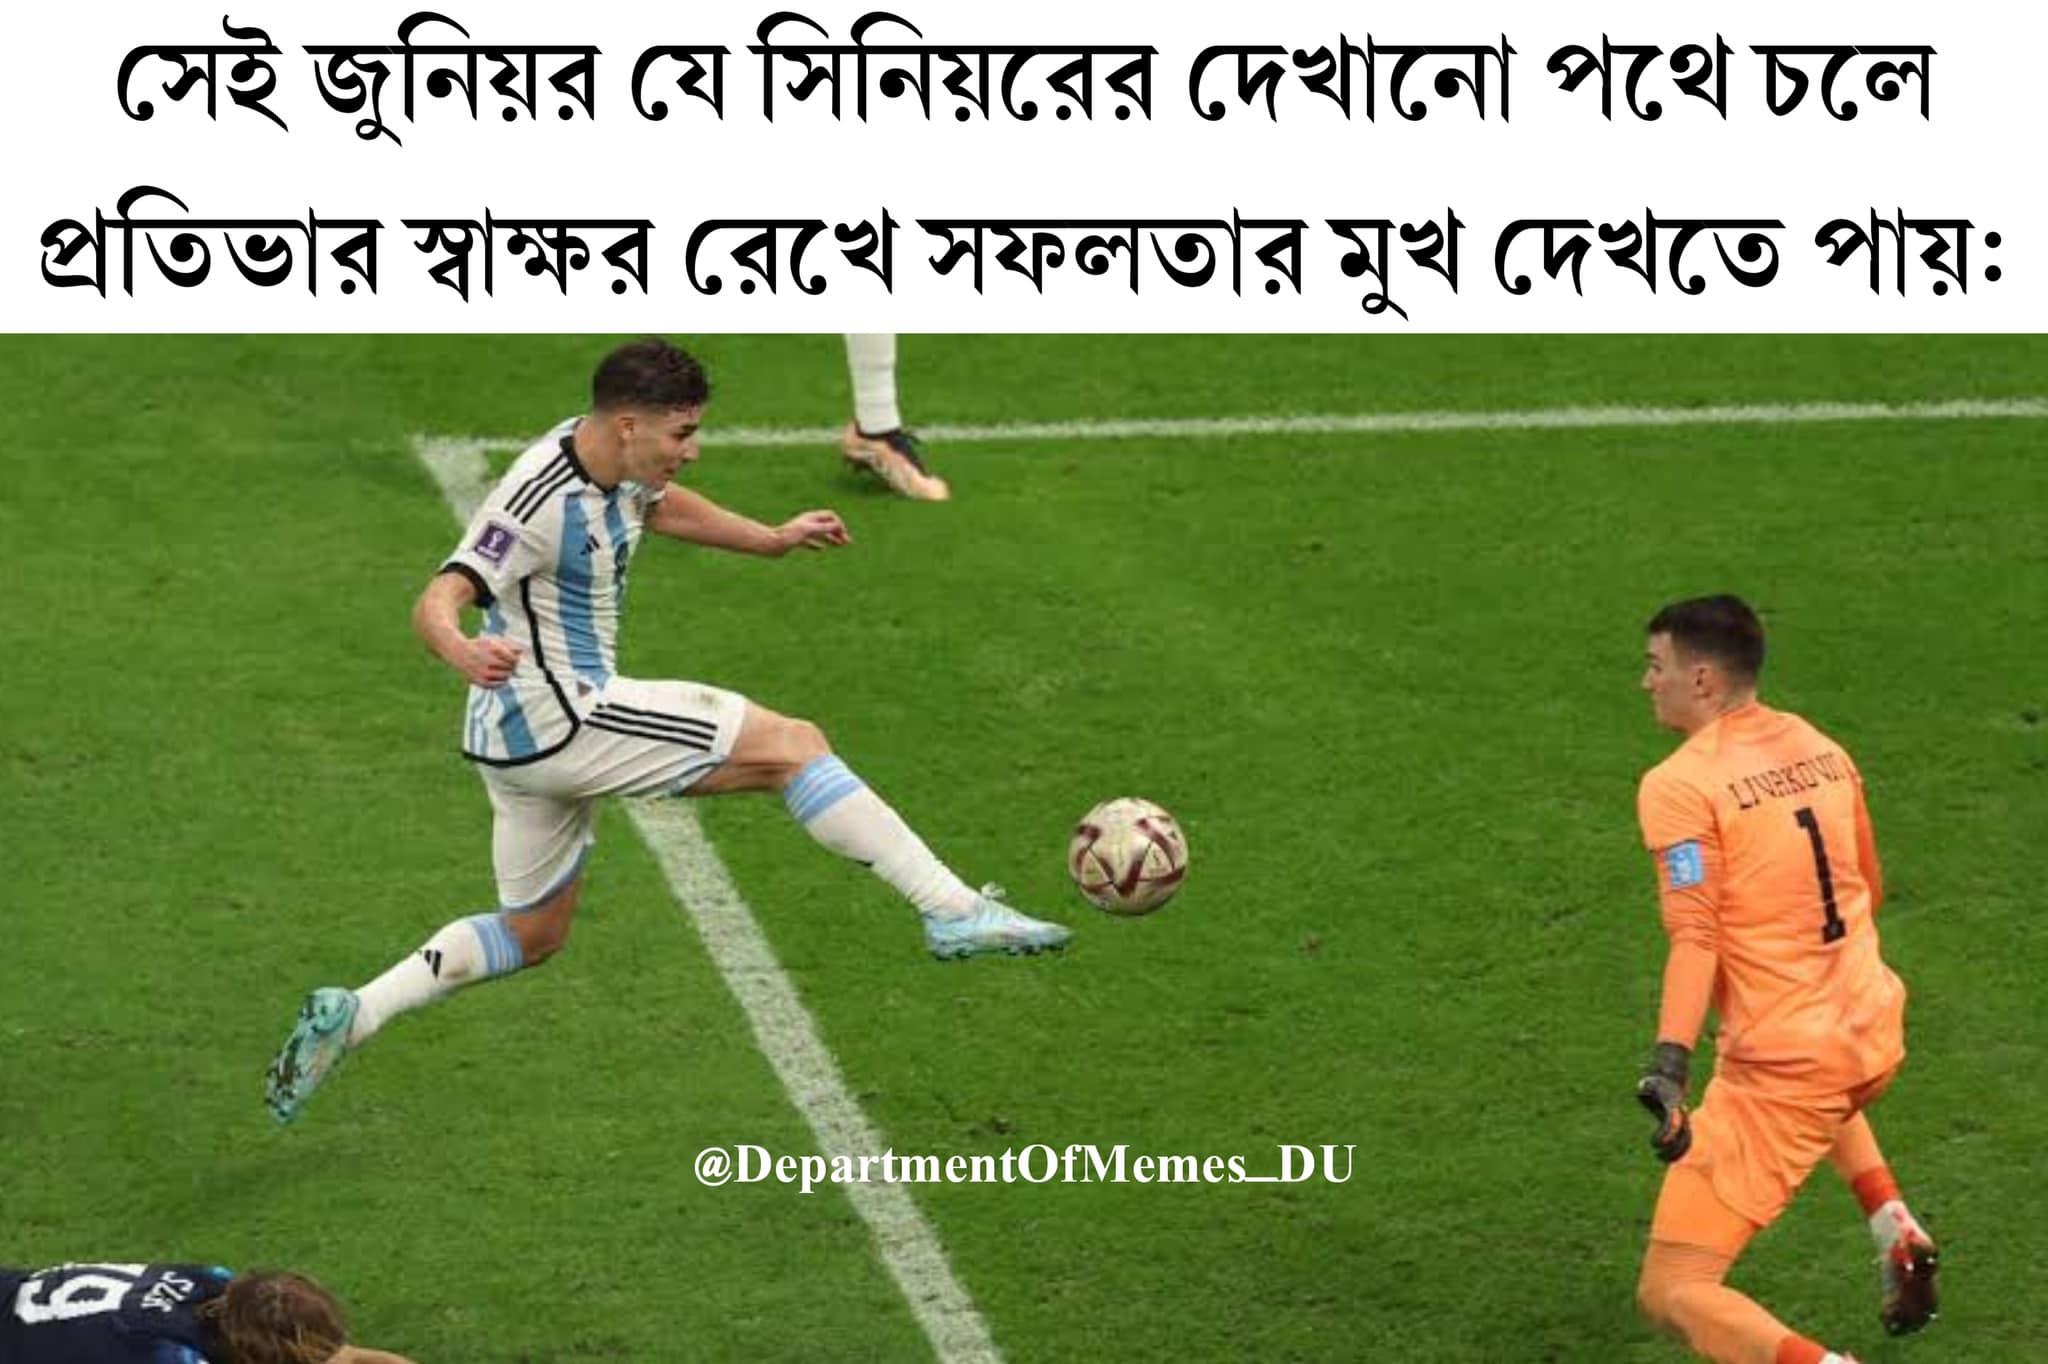 সেই জুনিয়র যে সিনিয়রের দেখানো পথে চলে
প্রতিভার স্বাক্ষর রেখে সফলতার মুখ দেখতে পায়ঃ
LIVAKOVIĆ
1
@DepartmentOfMemes_DU